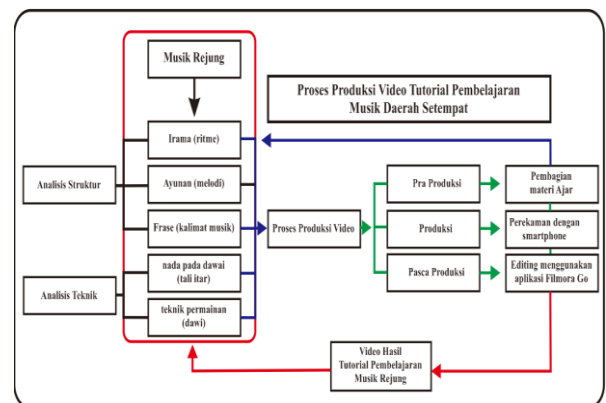 Musik Rejung
Proses Produksi Video Tutorial Pembelajaran
Musik Daerah Setempat
Irama (ritme)
Analisis Struktur
Ayunan (melodi)
Frase (kalimat musik)
Analisis Teknik
nada pada dawai
(tali itar)
teknik permainan
(dawi)
Proses Produksi Video
Pra Produksi
Produksi
Pasca Produksi
Pembagian
materi Ajar
Perekaman dengan
smartphone
Editing menggunakan
aplikasi Filmora Go
Video Hasil
Tutorial Pembelajaran
Musik Rejung